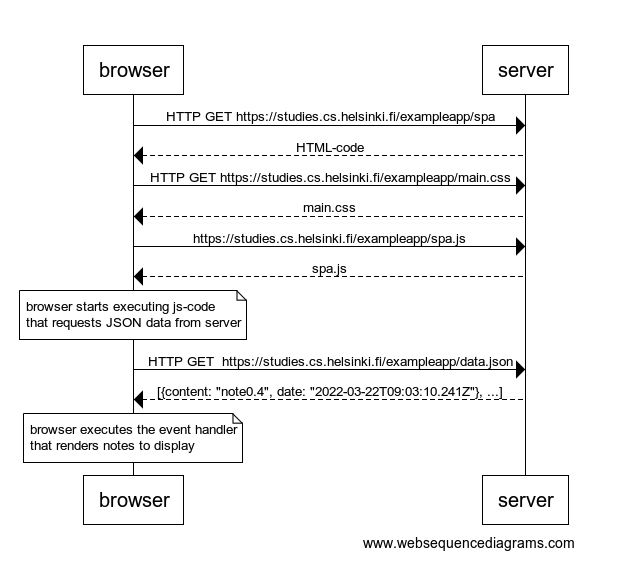 browser server
HTTP GET https://studies.cs.helsinki.fi/exampleapp/spa
HTML-code
HTTP GET https://studies.cs.helsinki.fi/exampleapp/main.css
main.css
https://studies.cs.helsinki.fi/exampleapp/spa.js
spa.js
browser starts executing js-code
that requests JSON data from server
HTTP GET  https://studies.cs.helsinki.fi/exampleapp/data.json
[{content: "note0.4", date: "2022-03-22T09:03:10.241Z"}, ...]
browser executes the event handler
that renders notes to display
browser server
www.websequencediagrams.com